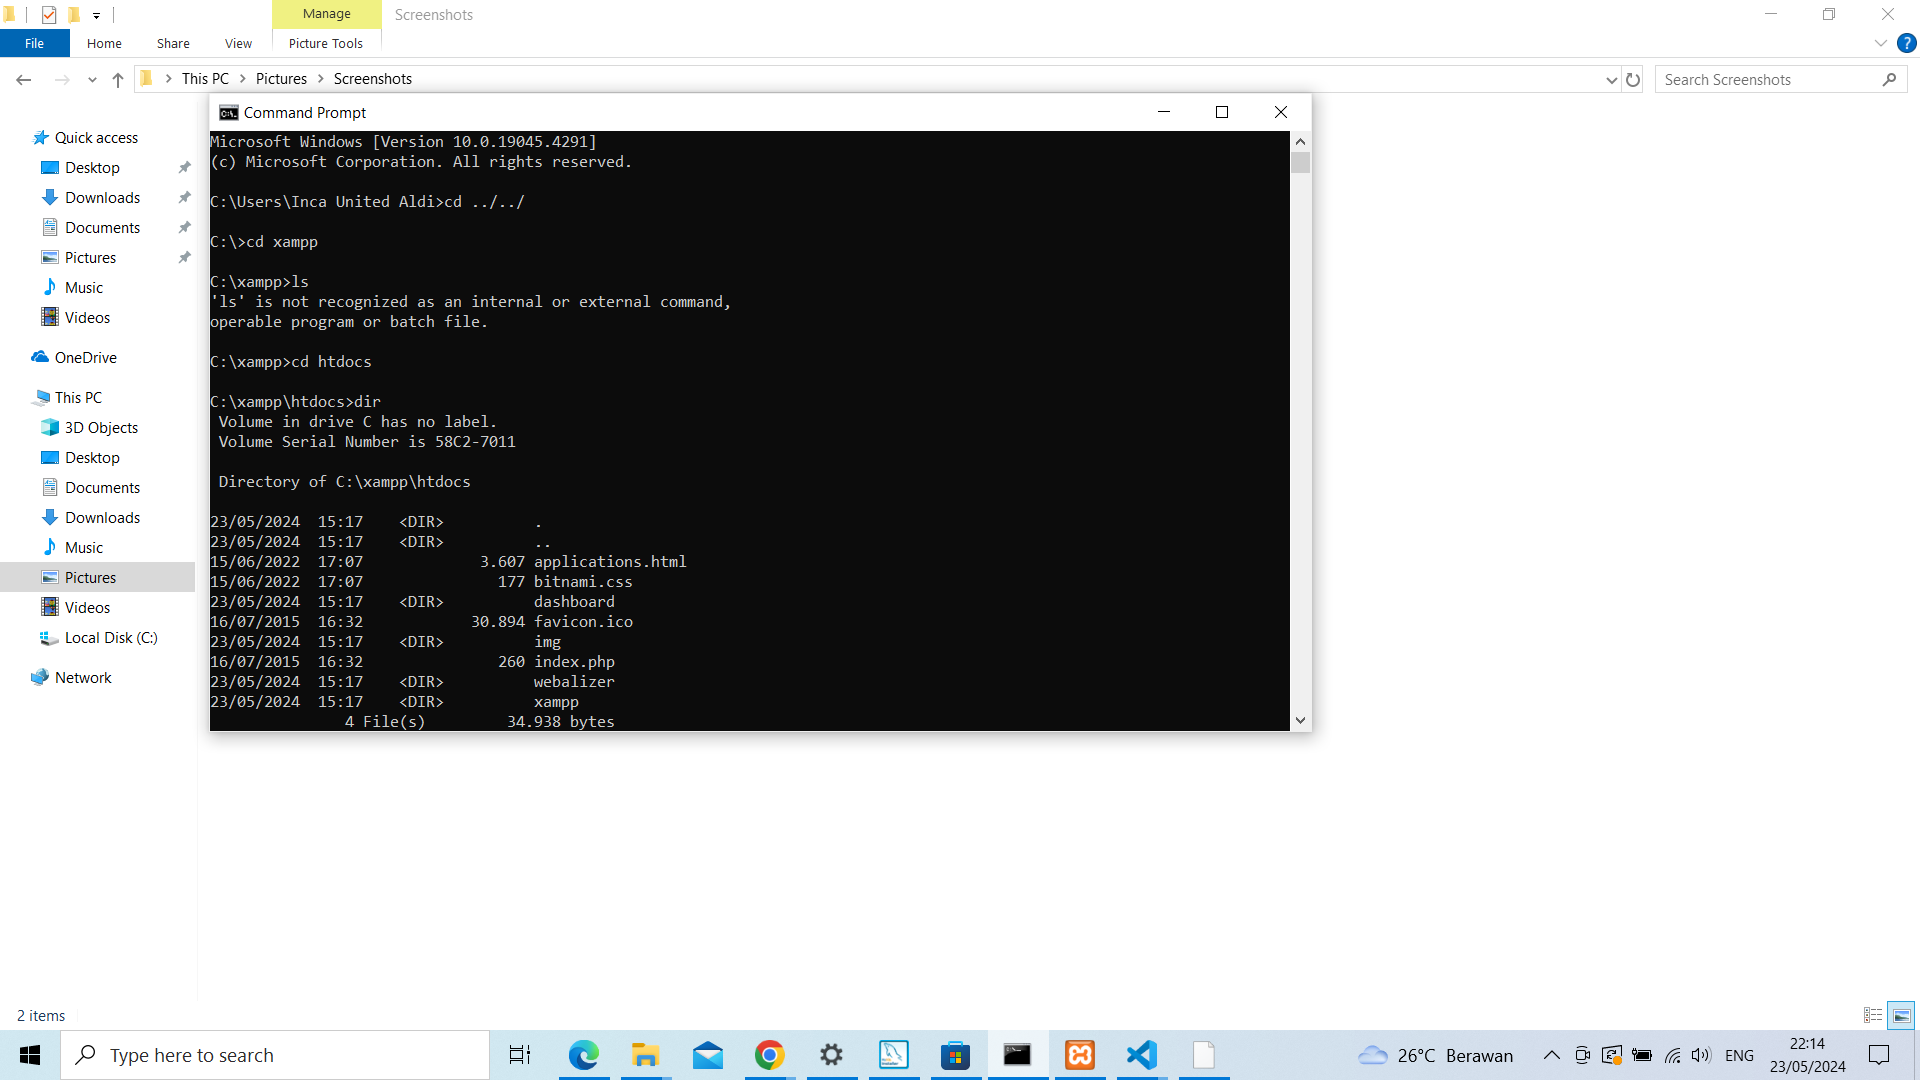 Manage
Screenshots
File
Home
Share
View
Picture Tools
This PC
Pictures
Screenshots
Search Screenshots
Quick access
Desktop
Downloads
Documents
Pictures
Music
Videos
OneDrive
This PC
3D Objects
Desktop
Documents
Downloads
Music
Pictures
Videos
Local Disk (C:)
Network
Command Prompt
Microsoft Windows [Version 10.0.19045.4291]
(c) Microsoft Corporation. All rights reserved.
C:\Users\Inca United Aldi>cd ../../
C:\>cd xampp
C:\xampp>ls
'ls' is not recognized as an internal or external command,
operable program or batch file.
C:\xampp>cd htdocs
C:\xampp\htdocs>dir
Volume in drive C has no label.
Volume Serial Number is 58C2-7011
Directory of C:\xampp\htdocs
23/05/2024  15:17    <DIR>          .
23/05/2024  15:17    <DIR>          ..
15/06/2022  17:07             3.607 applications.html
15/06/2022  17:07               177 bitnami.css
23/05/2024  15:17    <DIR>          dashboard
16/07/2015  16:32            30.894 favicon.ico
23/05/2024  15:17    <DIR>          img
16/07/2015  16:32               260 index.php
23/05/2024  15:17    <DIR>          webalizer
23/05/2024  15:17    <DIR>          xampp
4 File(s)         34.938 bytes
2 items
Type here to search
26°C Berawan
ENG
22:14
23/05/2024